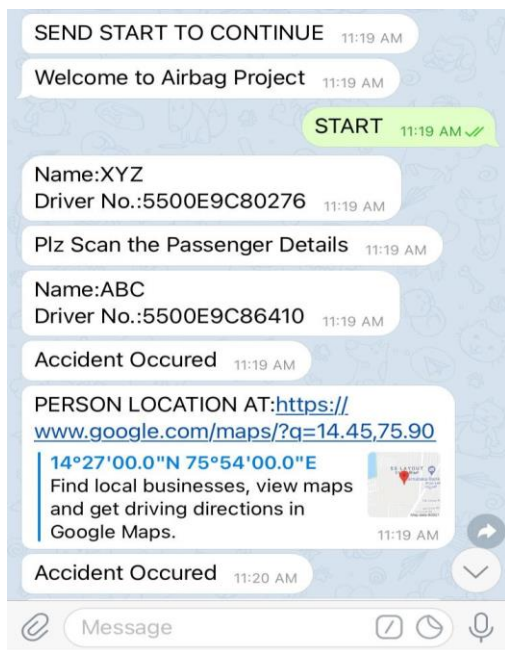 SEND START TO CONTINUE 11:19 AM
Welcome to Airbag Project 11:19 AM
START 11:19 AM
Name:XYZ
Driver No.:5500E9C80276 11:19 AM
Plz Scan the Passenger Details 11:19 AM
Name:ABC
Driver No.:5500E9C86410 11:19 AM
Accident Occured 11:19 AM
PERSON LOCATION AT:https://
www.google.com/maps/?q=14.45,75.90
14°27'00.0"N 75°54'00.0"E
Find local businesses, view maps
and get driving directions in
Google Maps. 11:19 AM
Accident Occured 11:20 AM
Message